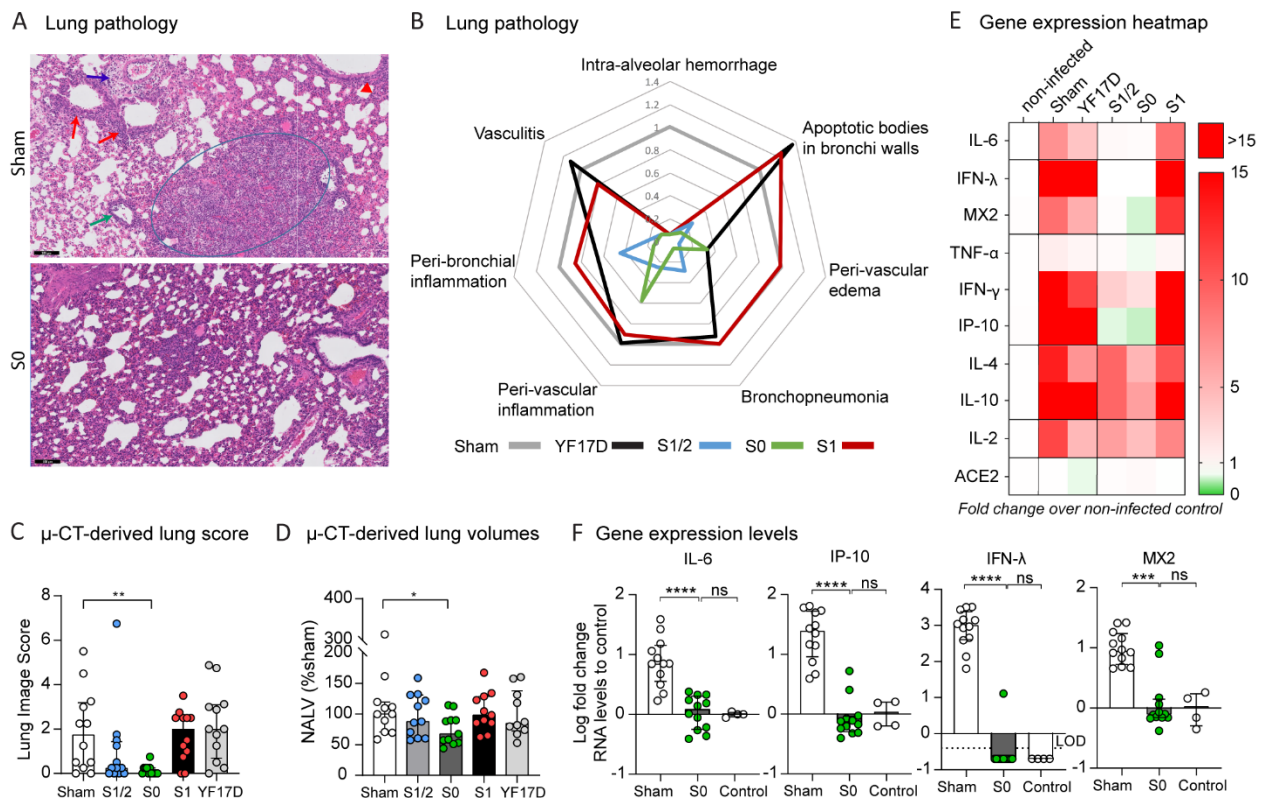 A Lung pathology
Sham
S0
B Lung pathology
Intra-alveolar hemorrhage
1.4
1.2
1
0.8
0.6
0.4
0.2
Vasculitis
Apoptotic bodies
in bronchi walls
Peri-bronchial
inflammation
Peri-vascular
edema
Peri-vascular
inflammation
Bronchopneumonia
Sham YF17D S1/2 S0 S1
E Gene expression heatmap
non-infected Sham YF17D S1/2 S0 S1
IL-6
IFN-λ
MX2
TNF-α
IFN-γ
IP-10
IL-4
IL-10
IL-2
ACE2
>15
15
10
5
1
0
Fold change over non-infected control
C μ-CT-derived lung score
Lung Image Score
8
6
4
2
0
**
Sham S1/2 S0 S1 YF17D
D μ-CT-derived lung volumes
NALV (%sham)
400
300
200
150
100
50
0
*
Sham S1/2 S0 S1 YF17D
F Gene expression levels
Log fold change
RNA levels to control
IL-6
2
1
0
-1
**** ns
Sham S0 Control
IP-10
2
1
0
-1
**** ns
Sham S0 Control
IFN-λ
4
3
2
1
0
-1
**** ns
LOD
Sham S0 Control
MX2
2
1
0
-1
*** ns
Sham S0 Control